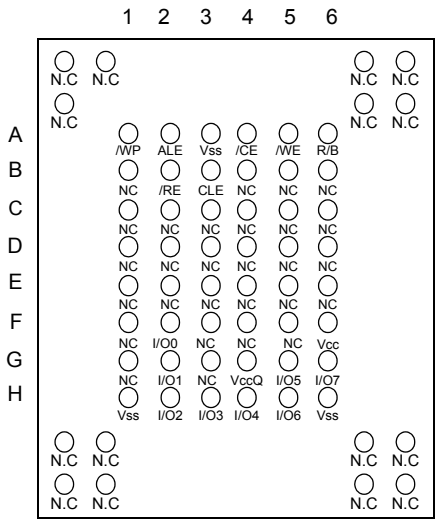 1 2 3 4 5 6
N.C N.C N.C N.C
N.C N.C N.C
A
/WP ALE Vss /CE /WE R/B
B
NC /RE CLE NC NC NC
C
NC NC NC NC NC NC
D
NC NC NC NC NC NC
E
NC NC NC NC NC NC
F
NC I/O0 NC NC NC Vcc
G
NC I/O1 NC VccQ I/O5 I/O7
H
Vss I/O2 I/O3 I/O4 I/O6 Vss
N.C N.C N.C N.C
N.C N.C N.C N.C